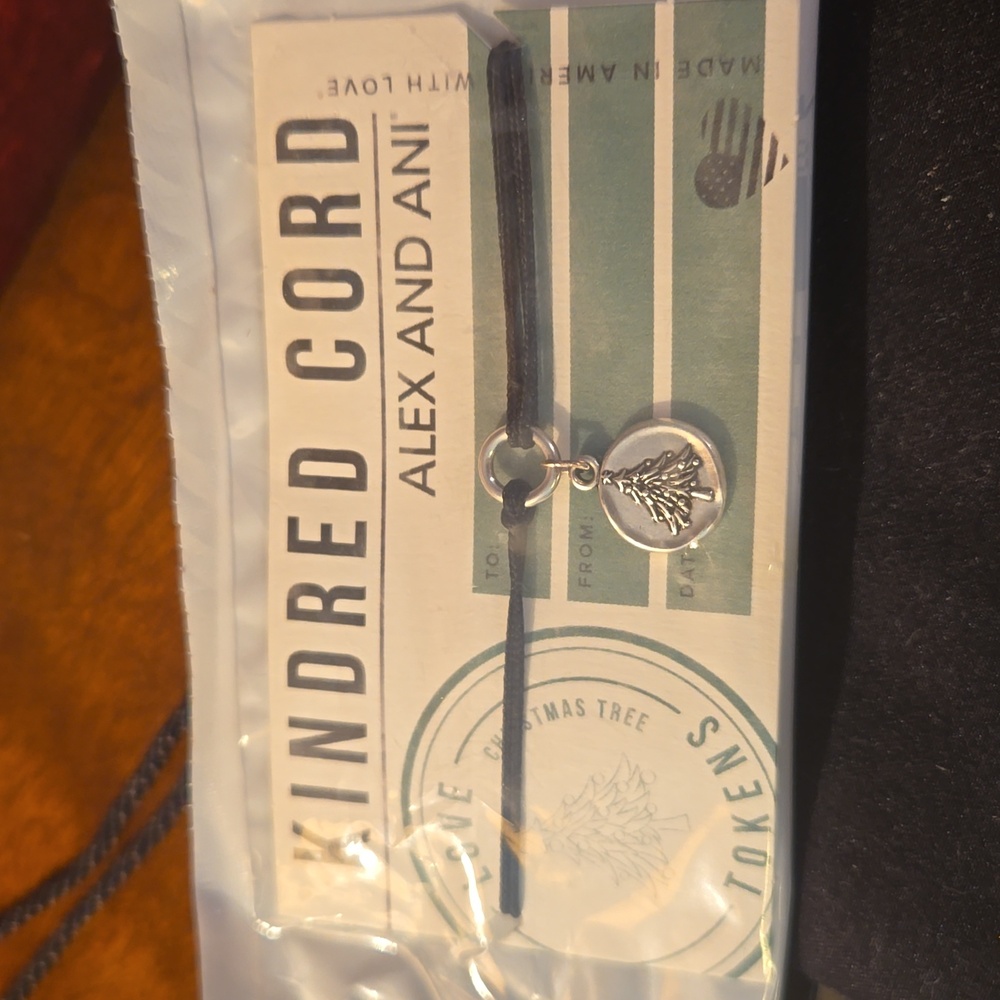 KINDRED CORD
ALEX AND ANI®
TO:
FROM:
DAT
MADE IN AMERI WITH LOVE®
LOVE
TOKENS
CHRISTMAS TREE